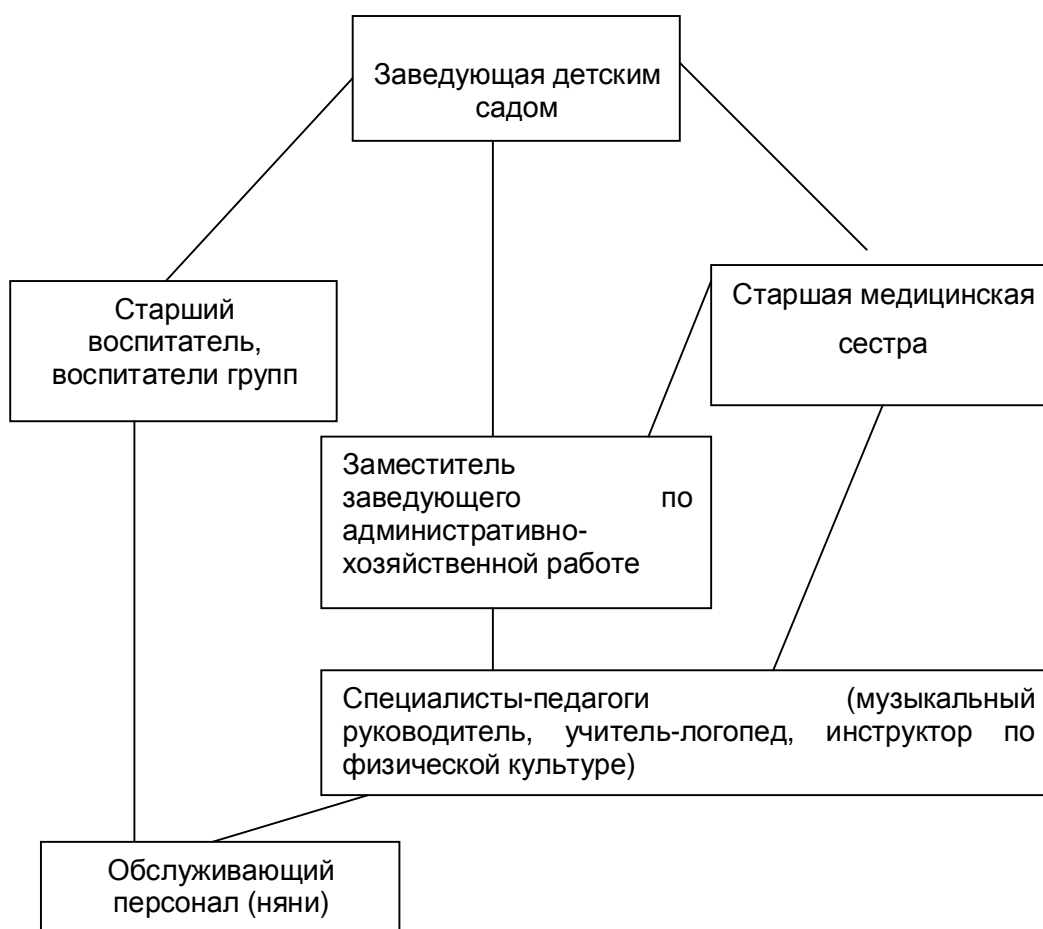 Заведующая детским
садом
Старший
воспитатель,
воспитатели групп
Старшая медицинская
сестра
Заместитель
заведующего по
административно-
хозяйственной работе
Специалисты-педагоги (музыкальный
руководитель, учитель-логопед, инструктор по
физической культуре)
Обслуживающий
персонал (няни)